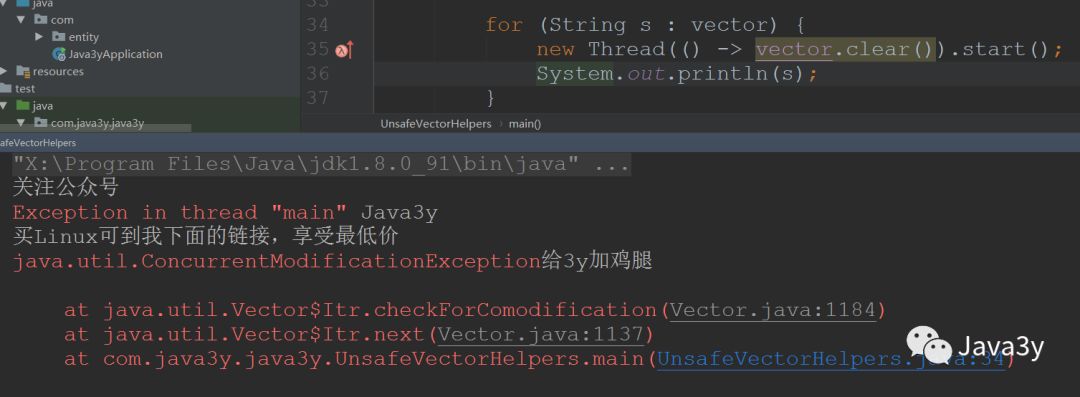 java
com
entity
Java3yApplication
resources
test
java
com.java3y.java3y
33
34 for (String s : vector) {
35 new Thread(() -> vector.clear()).start();
36 System.out.println(s);
37 }
UnsafeVectorHelpers › main()
afeVectorHelpers
"X:\Program Files\Java\jdk1.8.0_91\bin\java" ...
关注公众号
Exception in thread "main" Java3y
买Linux可到我下面的链接，享受最低价
java.util.ConcurrentModificationException给3y加鸡腿
at java.util.Vector$Itr.checkForComodification(Vector.java:1184)
at java.util.Vector$Itr.next(Vector.java:1137)
at com.java3y.java3y.UnsafeVectorHelpers.main(UnsafeVectorHelpers.java:34)
Java3y